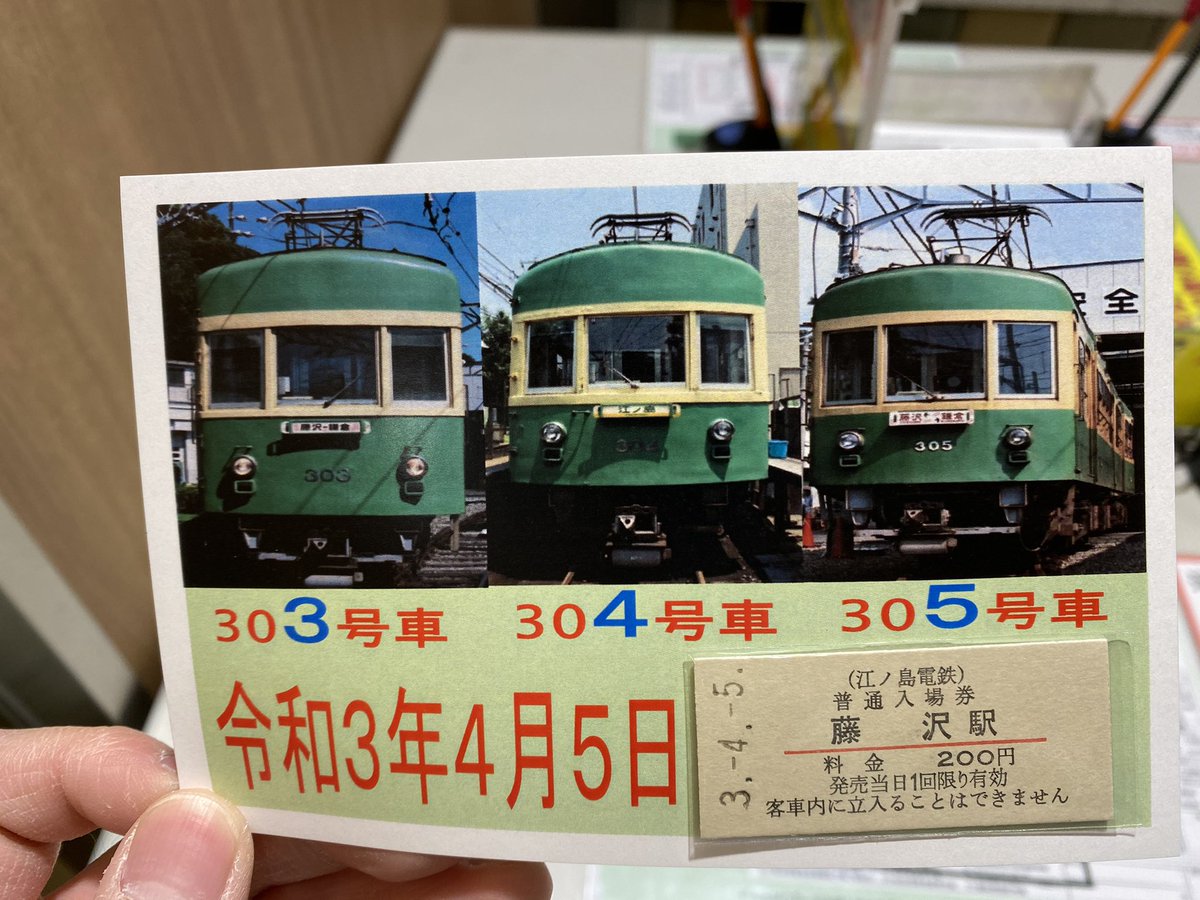 安全
藤沢-鎌倉
303
江ノ島
藤沢-鎌倉
305
303号車
304号車
305号車
令和3年4月5日
3.-4.-5.
(江ノ島電鉄)
普通入場券
藤沢駅
料金 200円
発売当日1回限り有効
客車内に立入ることはできません